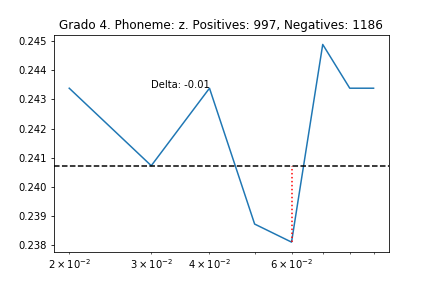 Grado 4. Phoneme: z. Positives: 997, Negatives: 1186
0.245
0.244
Delta: -0.01
0.243
0.242
0.241
0.240
0.239
0.238
2 × 10⁻² 3 × 10⁻² 4 × 10⁻² 6 × 10⁻²